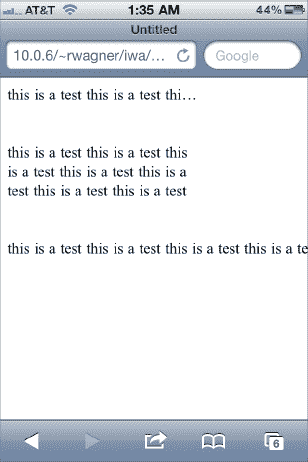 AT&T 1:35 AM 44%
Untitled
10.0.6/~rwagner/iwa/... Google
this is a test this is a test thi...
this is a test this is a test this
is a test this is a test this is a
test this is a test this is a test
this is a test this is a test this is a test this is a te
6